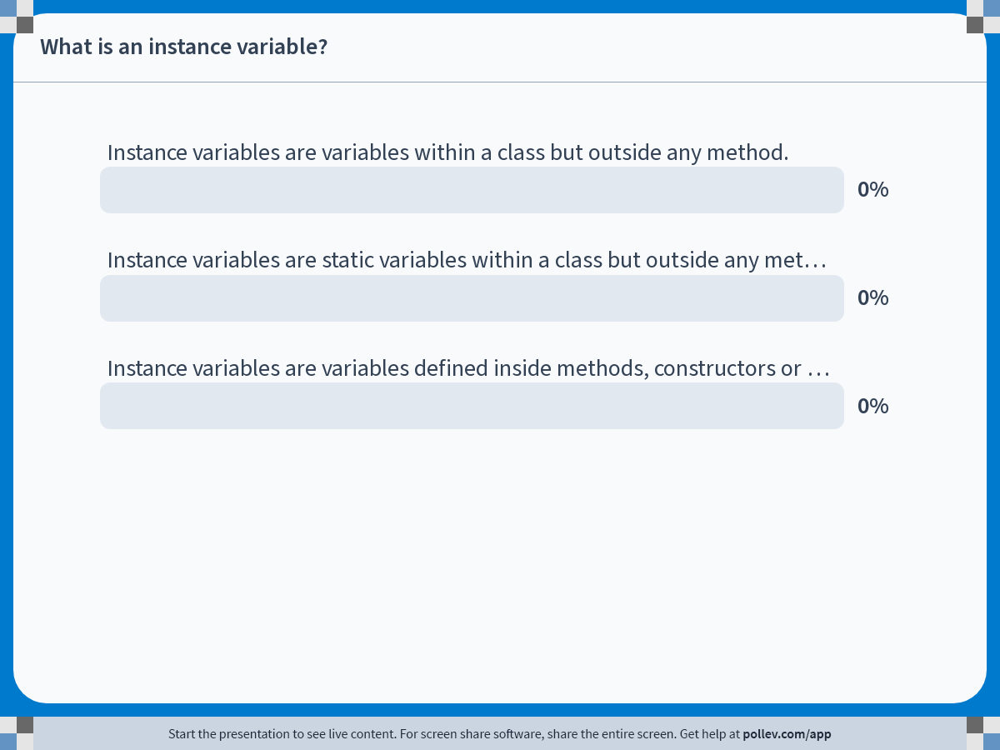 What is an instance variable?
Instance variables are variables within a class but outside any method.
0%
Instance variables are static variables within a class but outside any met...
0%
Instance variables are variables defined inside methods, constructors or ...
0%
Start the presentation to see live content. For screen share software, share the entire screen. Get help at pollev.com/app